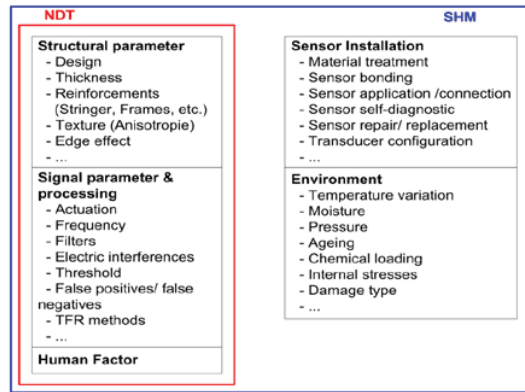 NDT
SHM
Structural parameter
- Design
- Thickness
- Reinforcements
(Stringer, Frames, etc.)
- Texture (Anisotropie)
- Edge effect
- ...
Signal parameter &
processing
- Actuation
- Frequency
- Filters
- Electric interferences
- Threshold
- False positives/ false
negatives
- TFR methods
- ...
Human Factor
Sensor Installation
- Material treatment
- Sensor bonding
- Sensor application /connection
- Sensor self-diagnostic
- Sensor repair/ replacement
- Transducer configuration
- ...
Environment
- Temperature variation
- Moisture
- Pressure
- Ageing
- Chemical loading
- Internal stresses
- Damage type
- ...